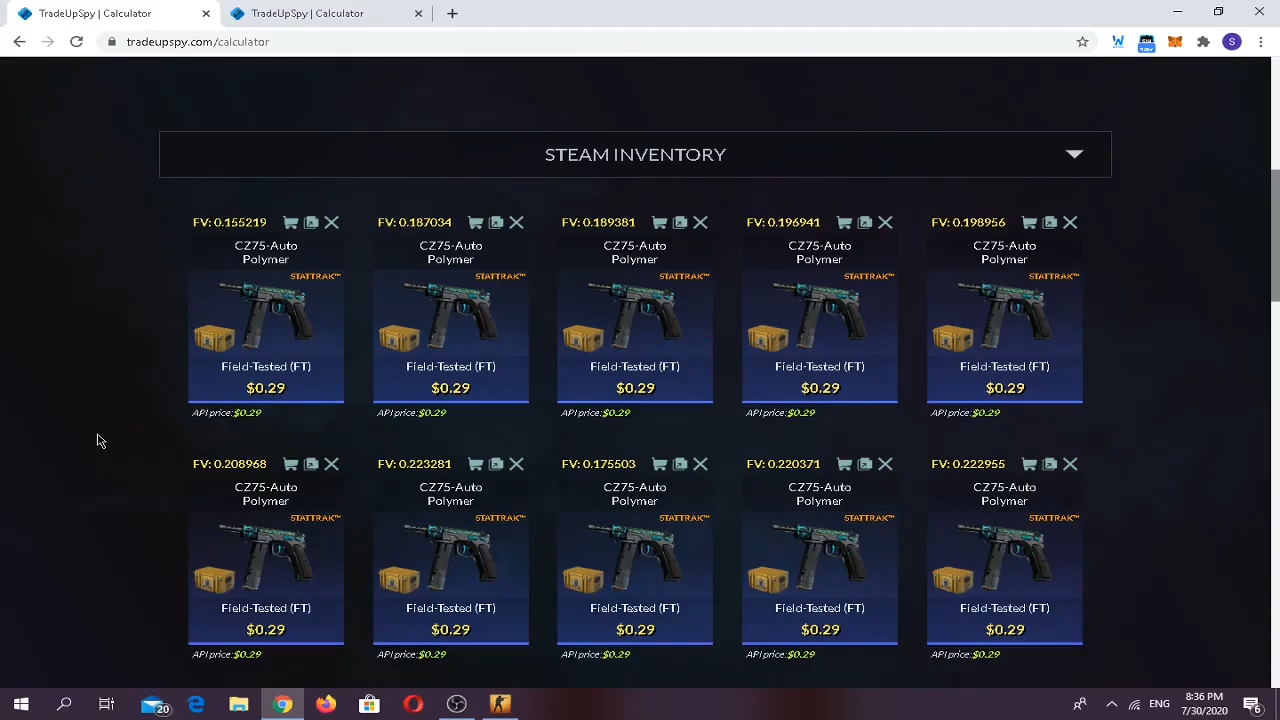 TradeUpSpy | Calculator
TradeUpSpy | Calculator
tradeupspy.com/calculator
S
STEAM INVENTORY
FV: 0.155219
FV: 0.187034
FV: 0.189381
FV: 0.196941
FV: 0.198956
CZ75-Auto
Polymer
CZ75-Auto
Polymer
CZ75-Auto
Polymer
CZ75-Auto
Polymer
CZ75-Auto
Polymer
STATTRAK™
STATTRAK™
STATTRAK™
STATTRAK™
STATTRAK™
Field-Tested (FT)
Field-Tested (FT)
Field-Tested (FT)
Field-Tested (FT)
Field-Tested (FT)
$0.29
$0.29
$0.29
$0.29
$0.29
API price:$0.29
API price:$0.29
API price:$0.29
API price:$0.29
API price:$0.29
FV: 0.208968
FV: 0.223281
FV: 0.175503
FV: 0.220371
FV: 0.222955
CZ75-Auto
Polymer
CZ75-Auto
Polymer
CZ75-Auto
Polymer
CZ75-Auto
Polymer
CZ75-Auto
Polymer
STATTRAK™
STATTRAK™
STATTRAK™
STATTRAK™
STATTRAK™
Field-Tested (FT)
Field-Tested (FT)
Field-Tested (FT)
Field-Tested (FT)
Field-Tested (FT)
$0.29
$0.29
$0.29
$0.29
$0.29
API price:$0.29
API price:$0.29
API price:$0.29
API price:$0.29
API price:$0.29
20
ENG
8:36 PM
7/30/2020
6